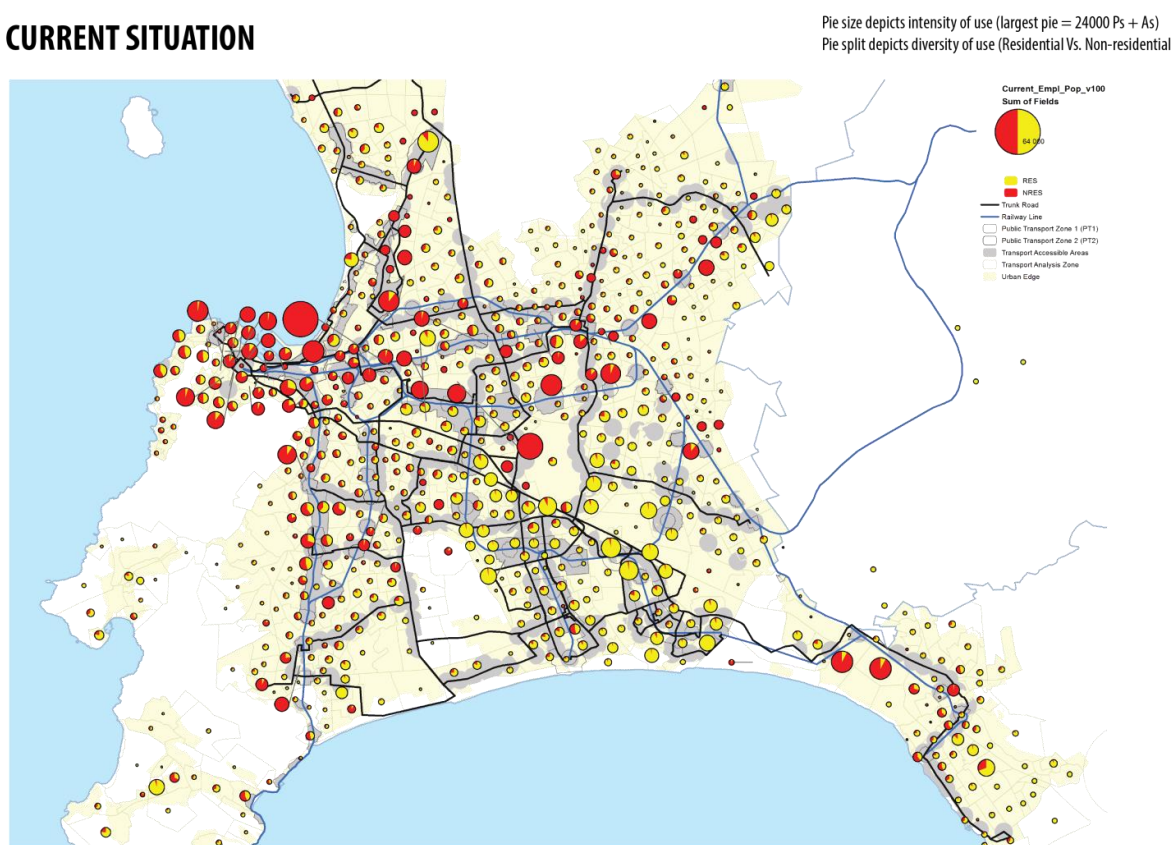 CURRENT SITUATION
Pie size depicts intensity of use (largest pie = 24000 Ps + As)
Pie split depicts diversity of use (Residential Vs. Non-residential
Current_Empl_Pop_v100
Sum of Fields
64 000
RES
NRES
Trunk Road
Railway Line
Public Transport Zone 1 (PT1)
Public Transport Zone 2 (PT2)
Transport Accessible Areas
Transport Analysis Zone
Urban Edge